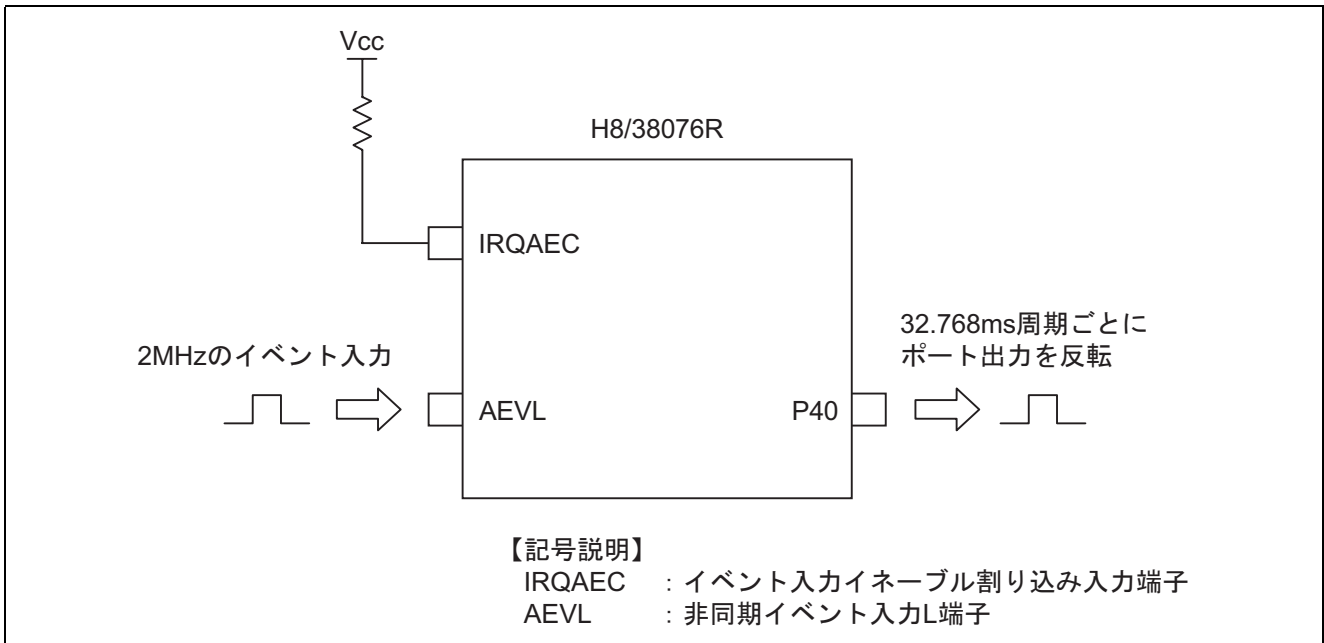 Vcc
H8/38076R
IRQAEC
32.768ms周期ごとに
ポート出力を反転
2MHzのイベント入力
AEVL
P40
【記号説明】
IRQAEC : イベント入力イネーブル割り込み入力端子
AEVL : 非同期イベント入力L端子